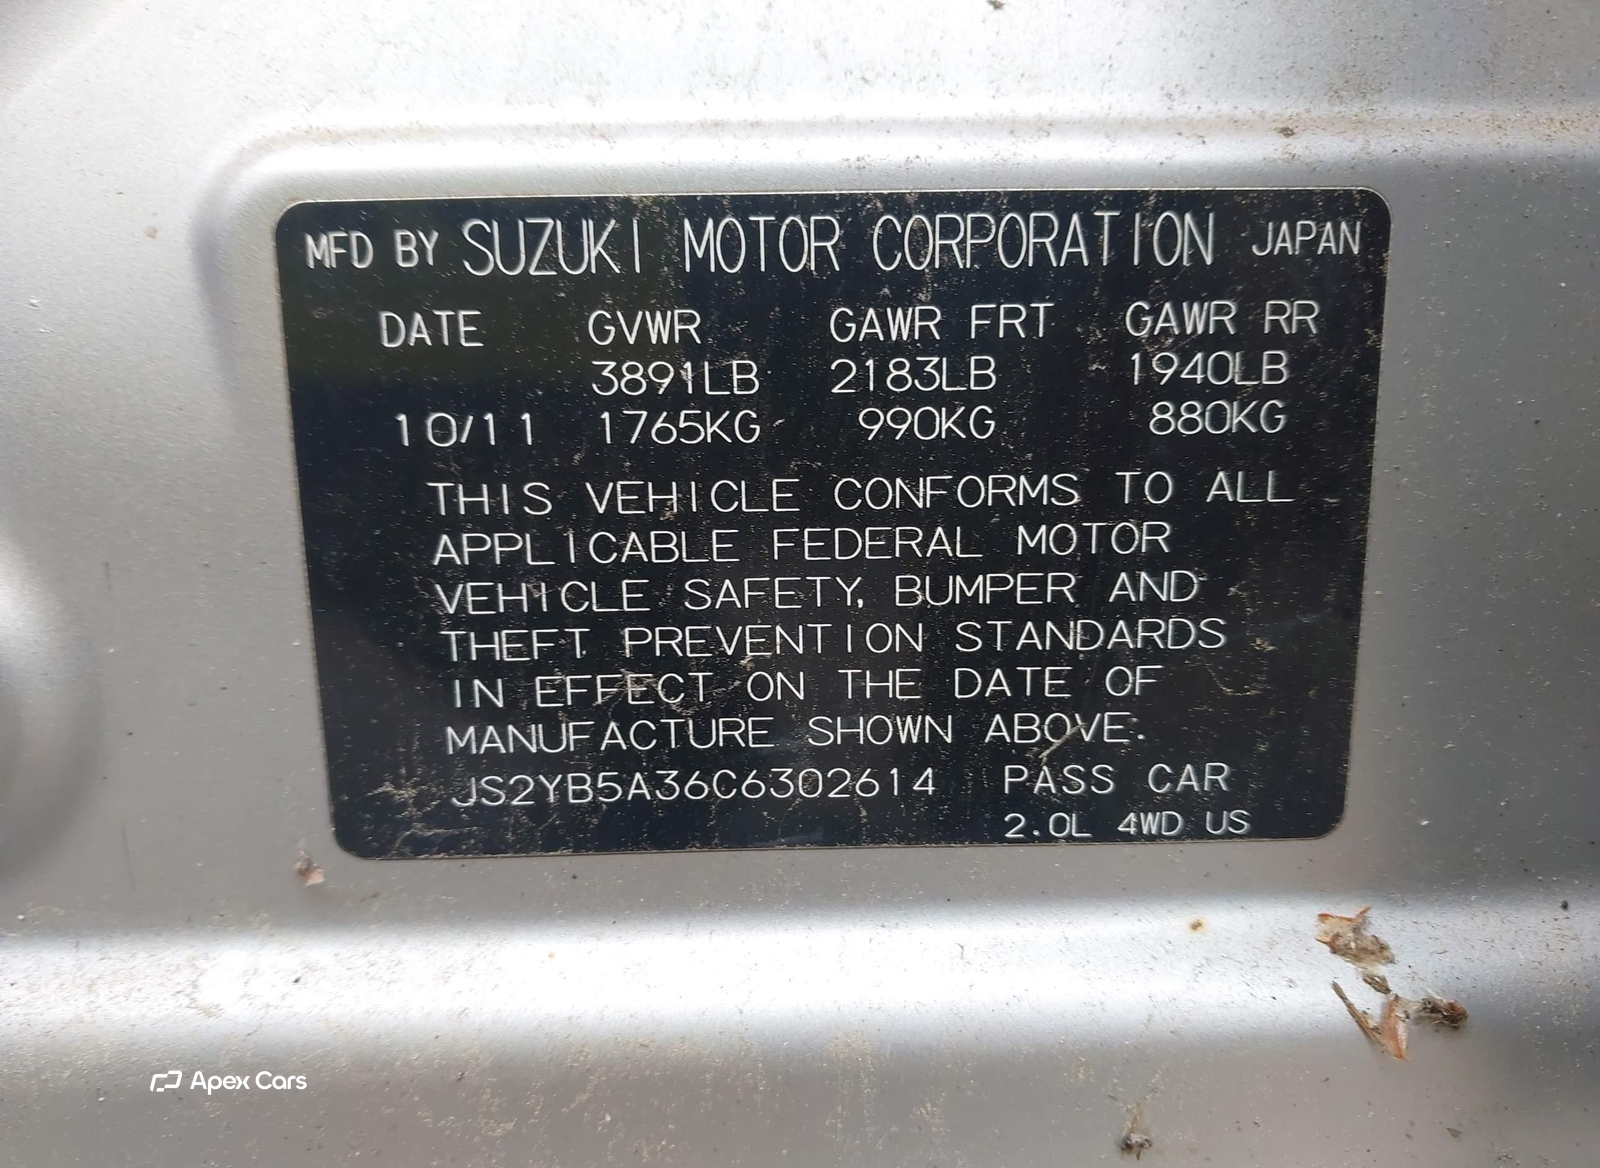 MFD BY SUZUKI MOTOR CORPORATION JAPAN
DATE GVWR GAWR FRT GAWR RR
3891LB 2183LB 1940LB
10/11 1765KG 990KG 880KG
THIS VEHICLE CONFORMS TO ALL
APPLICABLE FEDERAL MOTOR
VEHICLE SAFETY, BUMPER AND
THEFT PREVENTION STANDARDS
IN EFFECT ON THE DATE OF
MANUFACTURE SHOWN ABOVE.
JS2YB5A36C6302614 PASS CAR
2.0L 4WD US
Apex Cars